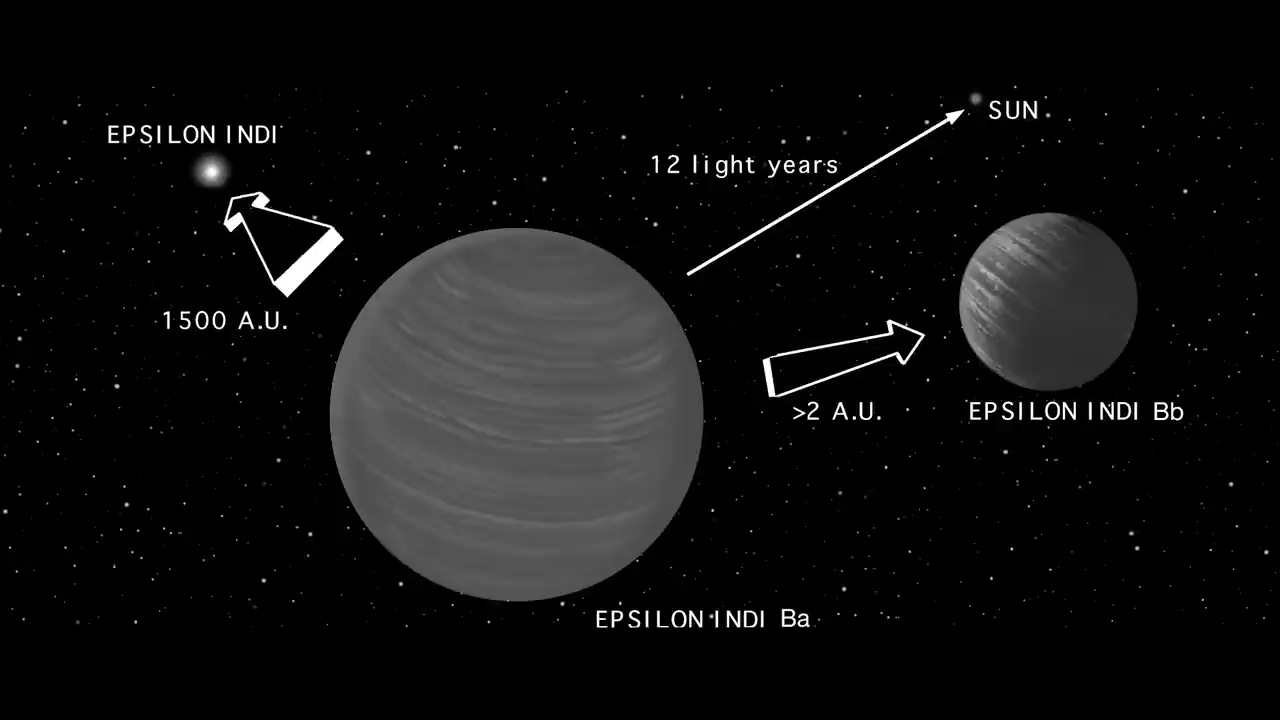 EPSILON INDI
SUN
12 light years
1500 A.U.
>2 A.U.
EPSILON INDI Bb
EPSILON INDI Ba